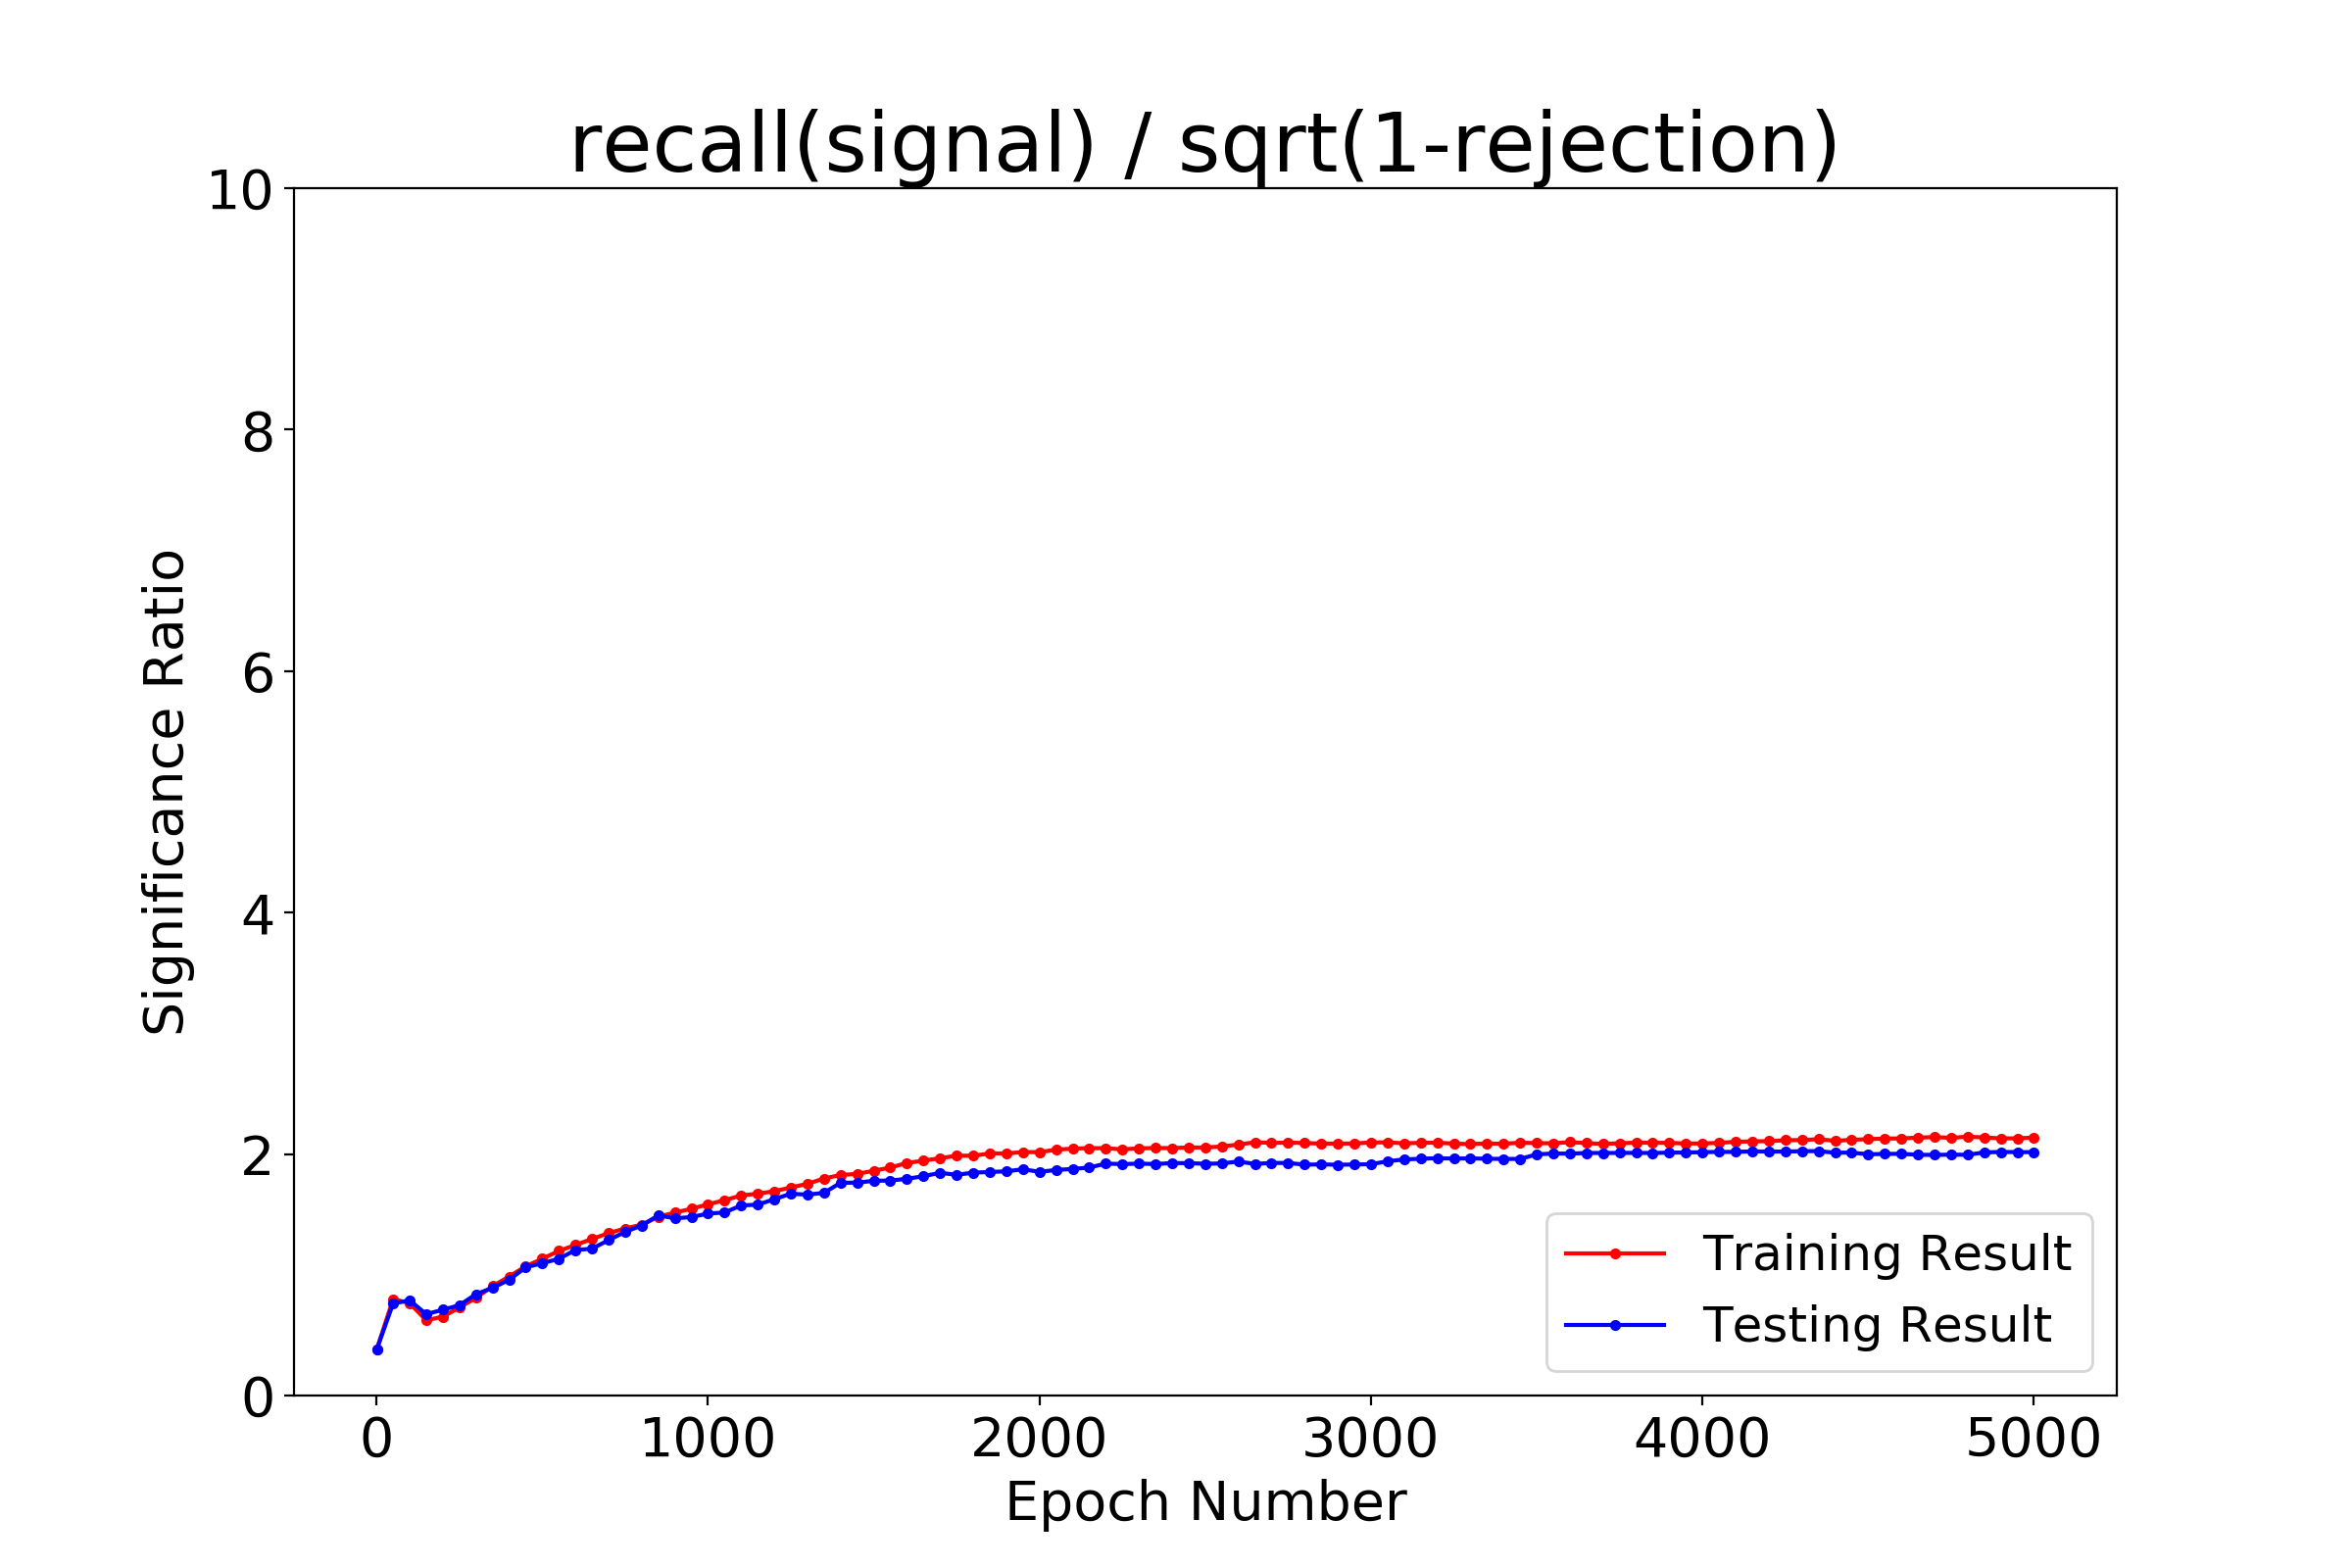 recall(signal) / sqrt(1-rejection)
10
8
6
4
2
0
Significance Ratio
0 1000 2000 3000 4000 5000
Epoch Number
Training Result
Testing Result